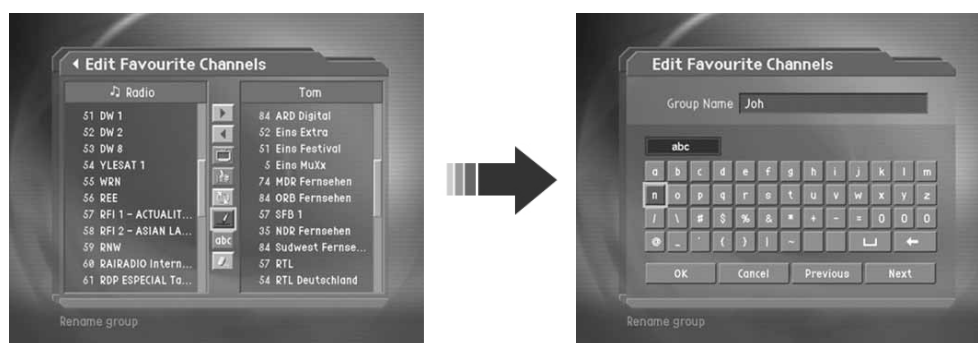 Edit Favourite Channels
Radio
Tom
51 DW 1
52 DW 2
53 DW 8
54 YLESAT 1
55 WRN
56 REE
57 RFI 1 - ACTUALIT...
58 RFI 2 - ASIAN LA...
59 RNW
60 RAIRADIO Intern...
61 RDP ESPECIAL Ta...
84 ARD Digital
52 Eins Extra
51 Eins Festival
5 Eins MuXx
74 MDR Fernsehen
84 ORB Fernsehen
57 SFB 1
35 NDR Fernsehen
84 Sudwest Fernse...
57 RTL
54 RTL Deutschland
abc
Rename group
Edit Favourite Channels
Group Name Joh
abc
a b c d e f g h i j k l m
n o p q r s t u v w x y z
/ \ # $ % & * + - = 0 0 0
@ _ ' { } | ~
OK Cancel Previous Next
Rename group